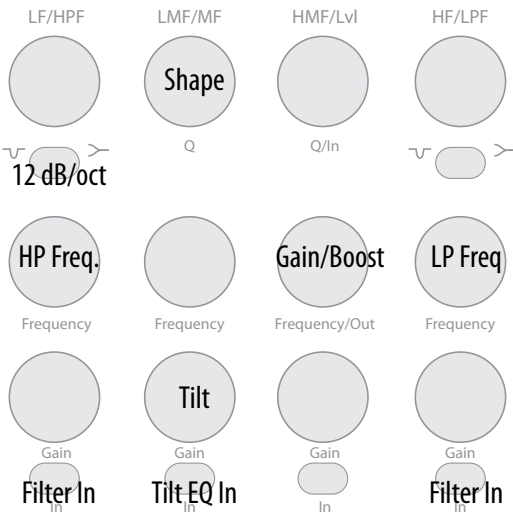 LF/HPF LMF/MF HMF/Lvl HF/LPF
Shape
Q Q/In
12 dB/oct
HP Freq. Gain/Boost LP Freq
Frequency Frequency Frequency/Out Frequency
Tilt
Gain Gain Gain Gain
Filter In Tilt EQ In Filter In
In In In In